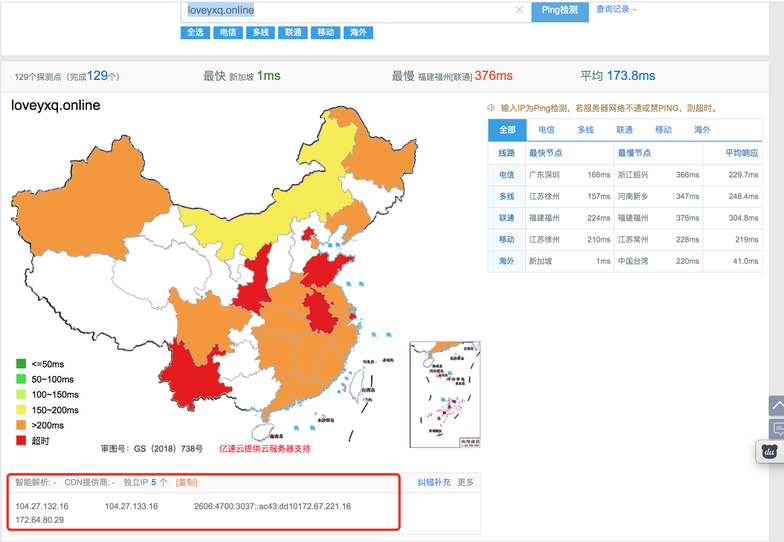 loveyxq.online
Ping检测
查询记录
全选 电信 多线 联通 移动 海外
129个探测点（完成129个） 最快 新加坡 1ms 最慢 福建福州[联通] 376ms 平均 173.8ms
loveyxq.online
<=50ms
50~100ms
100~150ms
150~200ms
>200ms
超时
审图号：GS（2018）738号 亿速云提供云服务器支持
台湾岛
海南岛
东沙群岛
南海诸岛
输入IP为Ping检测，若服务器网络不通或禁PING，则超时。
全部 电信 多线 联通 移动 海外
线路 最快节点 最慢节点 平均响应
电信 广东深圳 166ms 浙江绍兴 366ms 229.7ms
多线 江苏徐州 157ms 河南新乡 347ms 248.4ms
联通 福建福州 224ms 福建福州 376ms 304.8ms
移动 江苏徐州 210ms 江苏常州 228ms 219ms
海外 新加坡 1ms 中国台湾 220ms 41.0ms
智能解析: - CDN提供商: - 独立IP 5 个 [复制] 纠错补充 更多
104.27.132.16 104.27.133.16 2606:4700:3037::ac43:dd10172.67.221.16
172.64.80.29
du